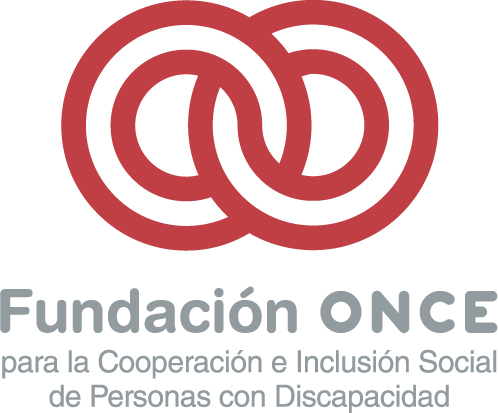 Fundación ONCE
para la Cooperación e Inclusión Social
de Personas con Discapacidad